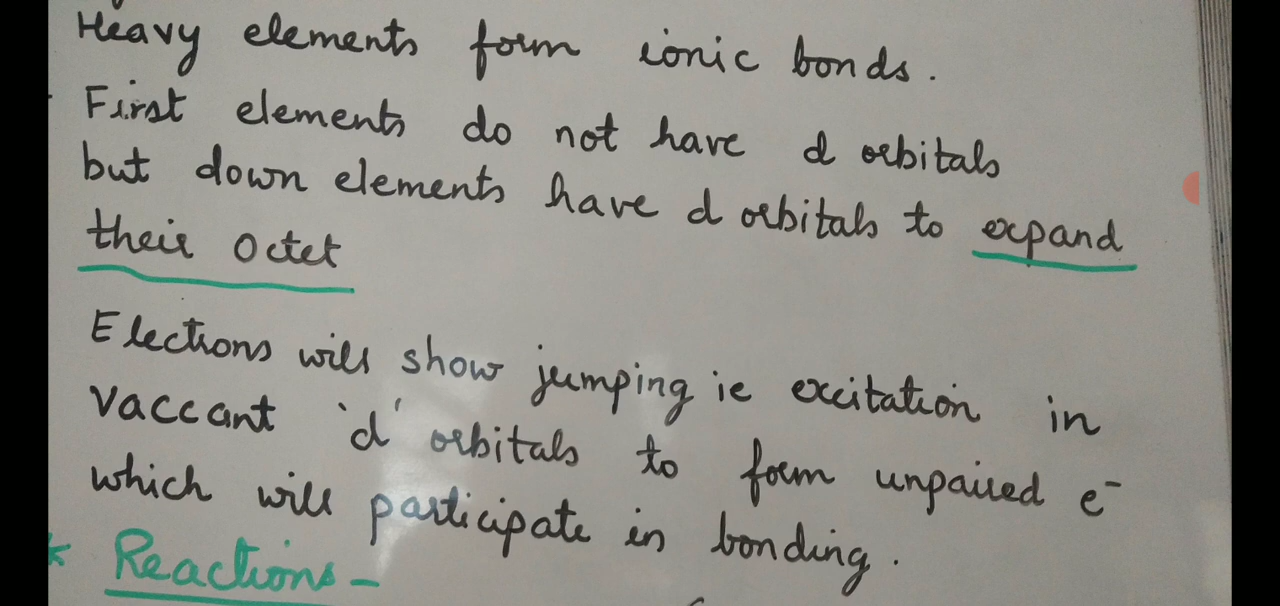 Heavy elements form ionic bonds.
First elements do not have d orbitals
but down elements have d orbitals to expand
their octet
Elections will show jumping ie excitation in
vaccant 'd' orbitals to form unpaired e⁻
which will participate in bonding.
* Reactions -